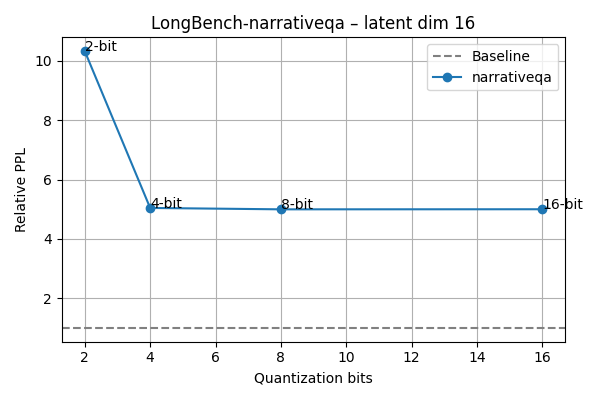 LongBench-narrativeqa – latent dim 16
Baseline
narrativeqa
2-bit
4-bit
8-bit
16-bit
Relative PPL
10
8
6
4
2
2 4 6 8 10 12 14 16
Quantization bits